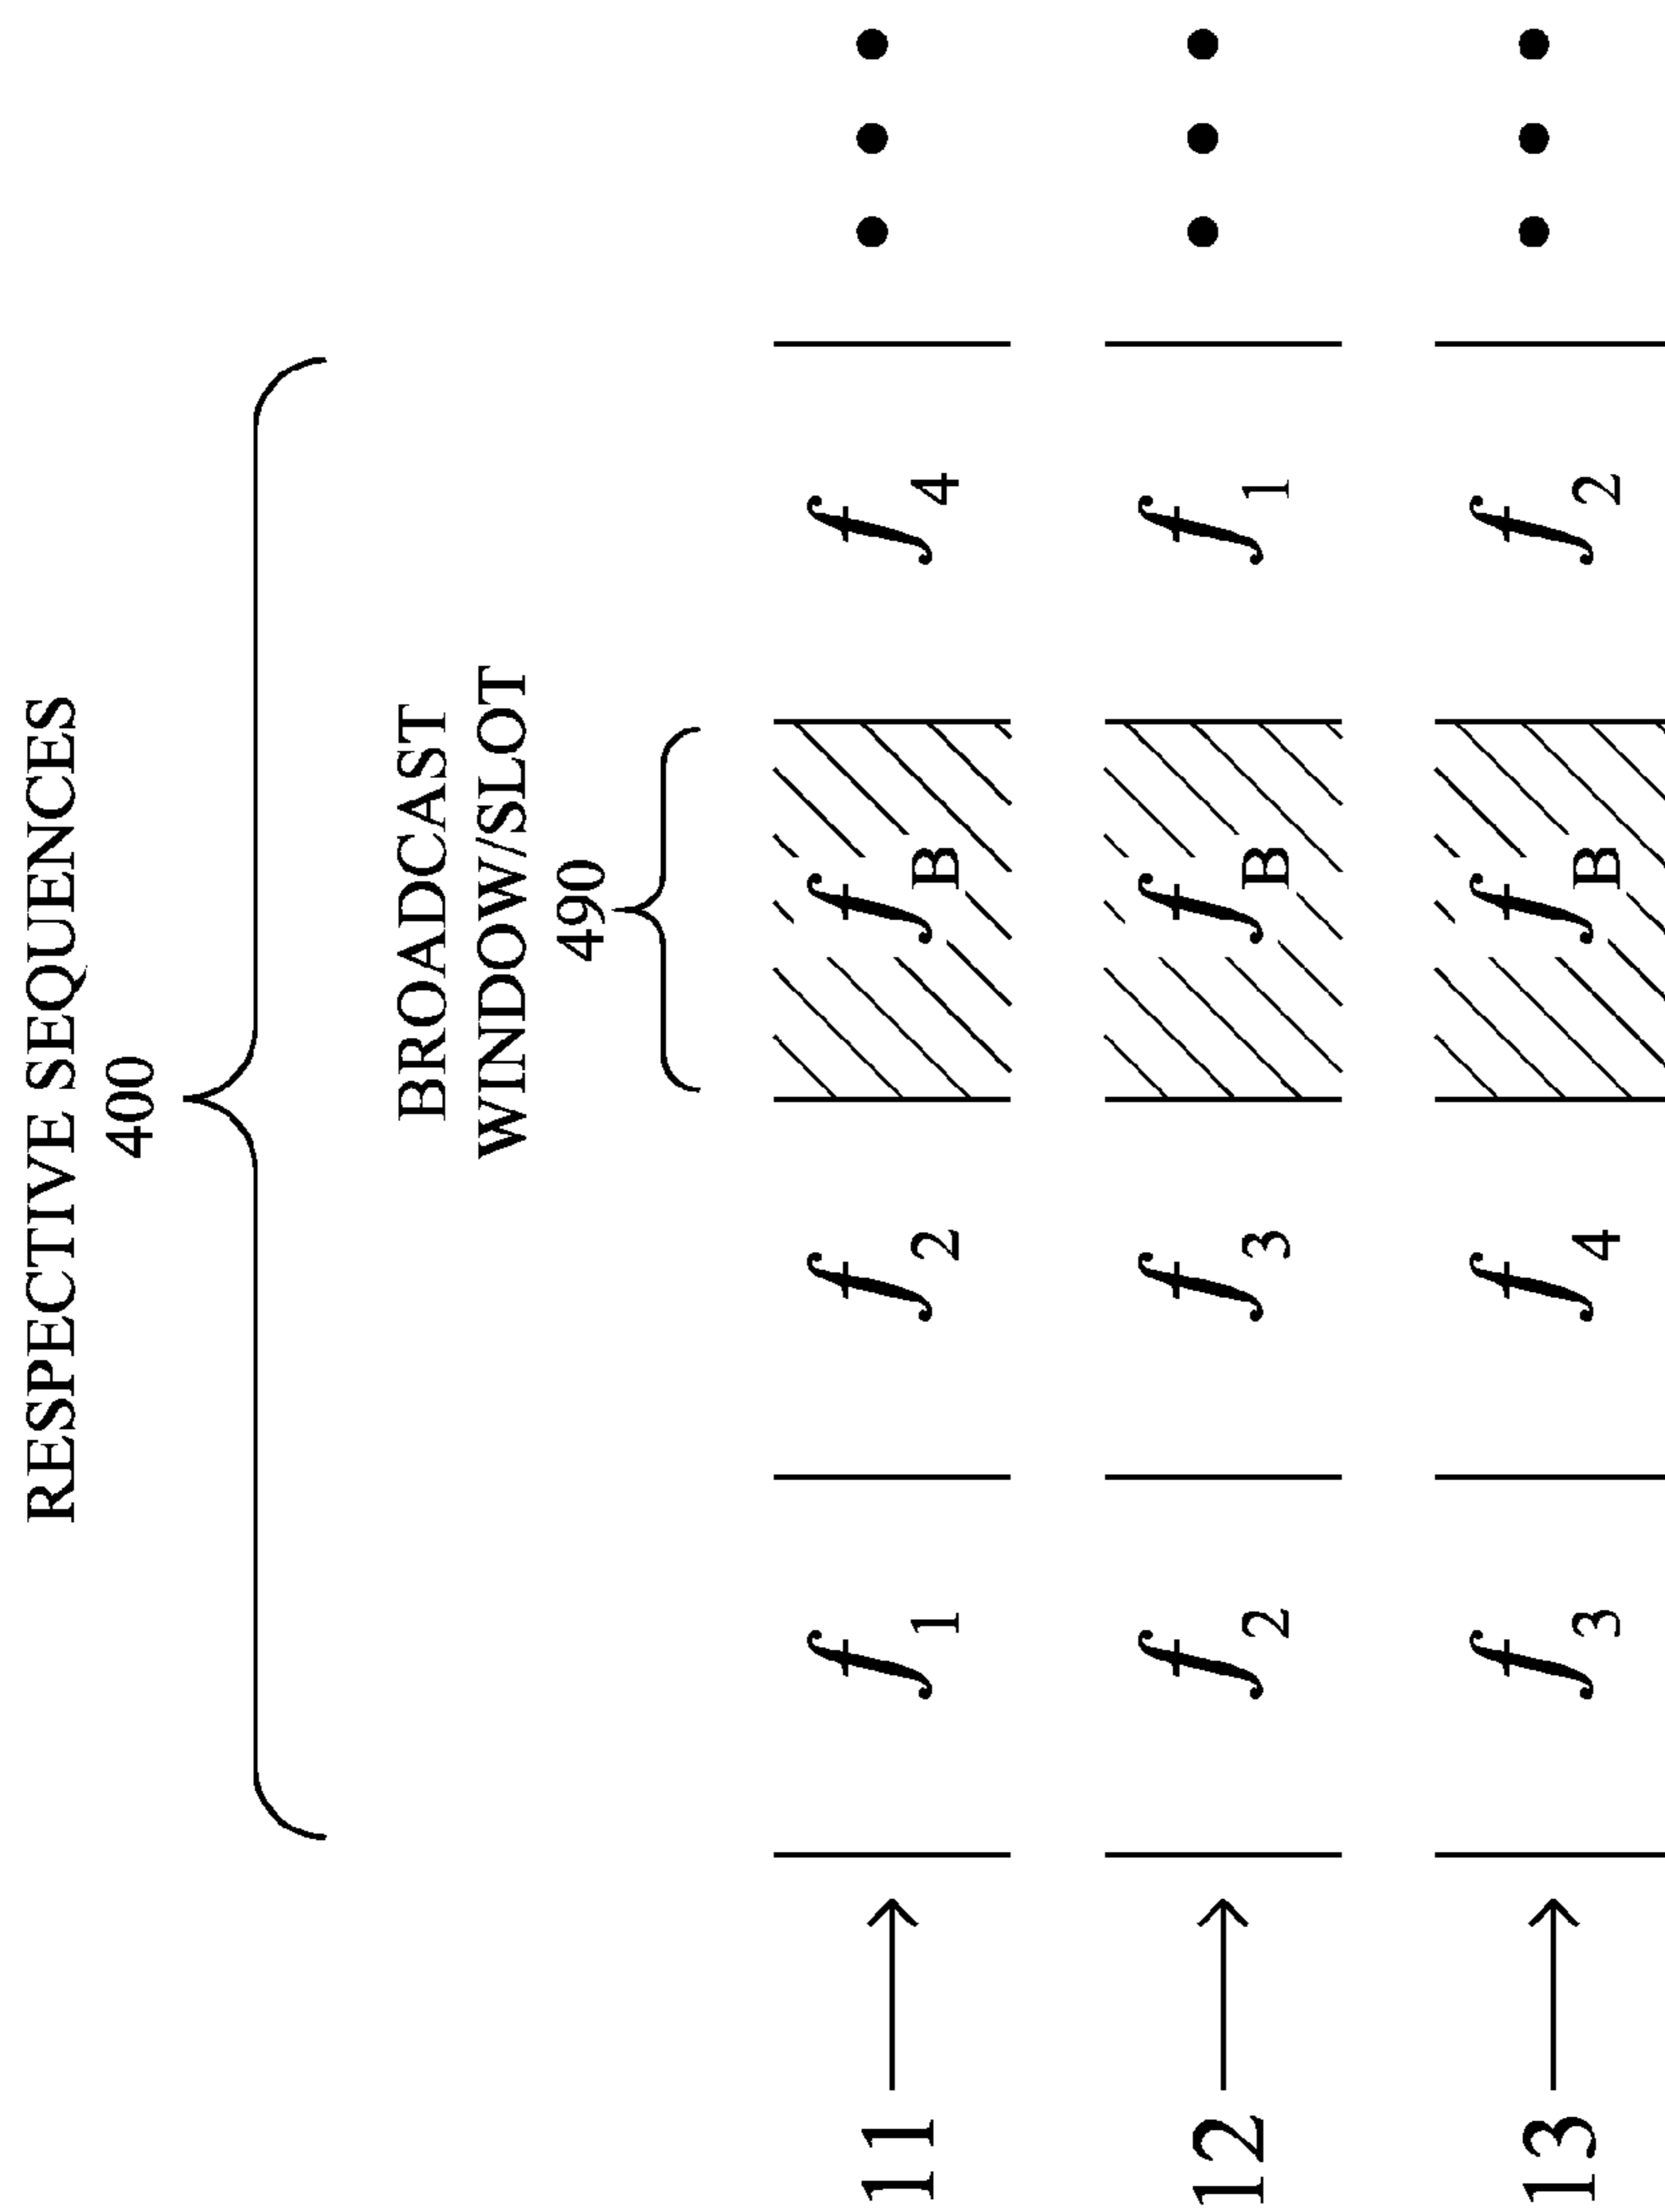 RESPECTIVE SEQUENCES
400
BROADCAST
WINDOW/SLOT
490
11 f1 f2 fB f4
12 f2 f3 fB f1
13 f3 f4 fB f2